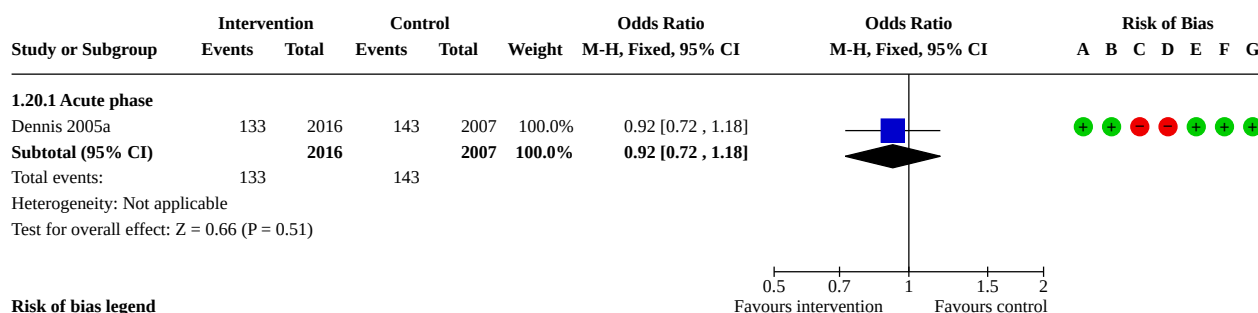 Intervention Control Odds Ratio Odds Ratio Risk of Bias
Study or Subgroup Events Total Events Total Weight M-H, Fixed, 95% CI M-H, Fixed, 95% CI A B C D E F G
1.20.1 Acute phase
Dennis 2005a 133 2016 143 2007 100.0% 0.92 [0.72 , 1.18] + + − − + + +
Subtotal (95% CI) 2016 2007 100.0% 0.92 [0.72 , 1.18]
Total events: 133 143
Heterogeneity: Not applicable
Test for overall effect: Z = 0.66 (P = 0.51)
0.5 0.7 1 1.5 2
Favours intervention Favours control
Risk of bias legend